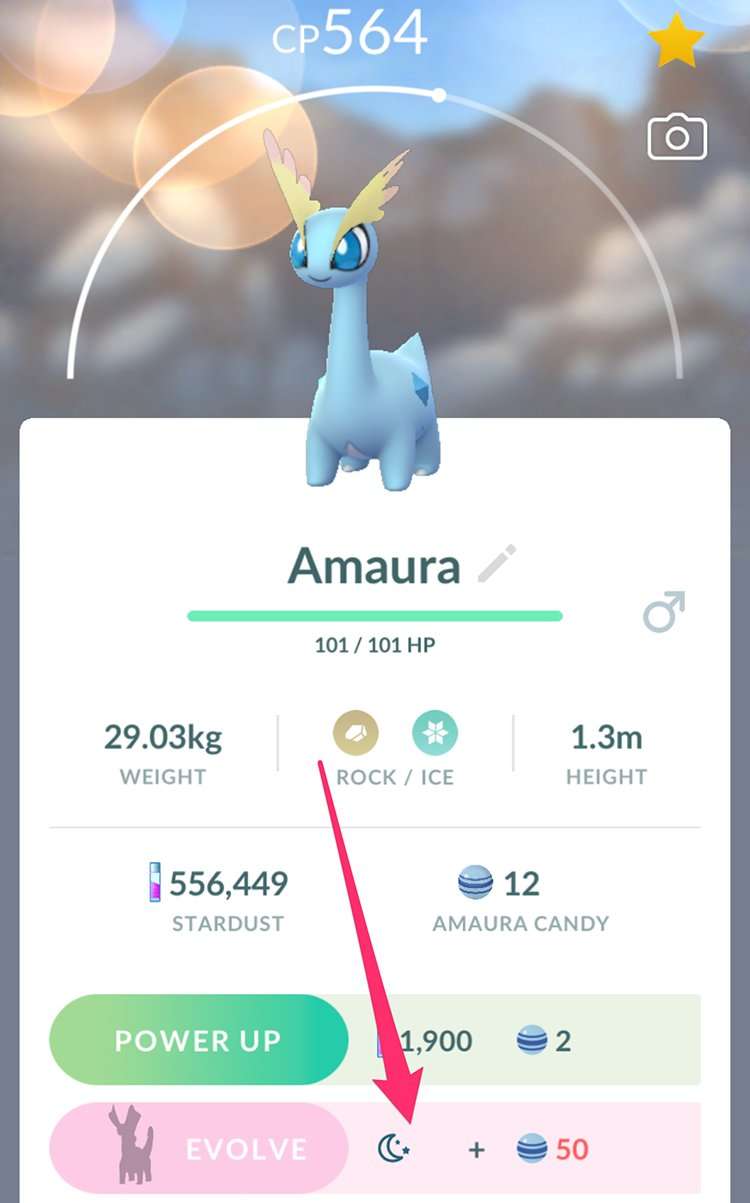 CP564
Amaura
101 / 101 HP
29.03kg
WEIGHT
ROCK / ICE
1.3m
HEIGHT
556,449
STARDUST
12
AMAURA CANDY
POWER UP 1,900 2
EVOLVE + 50